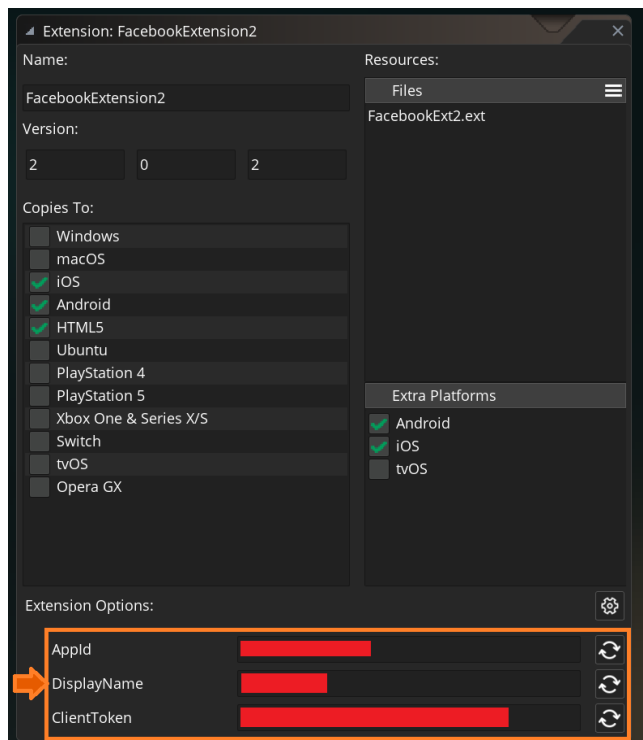 Extension: FacebookExtension2
Name:
FacebookExtension2
Version:
2 0 2
Copies To:
Windows
macOS
iOS
Android
HTML5
Ubuntu
PlayStation 4
PlayStation 5
Xbox One & Series X/S
Switch
tvOS
Opera GX
Resources:
Files
FacebookExt2.ext
Extra Platforms
Android
iOS
tvOS
Extension Options:
AppId
DisplayName
ClientToken